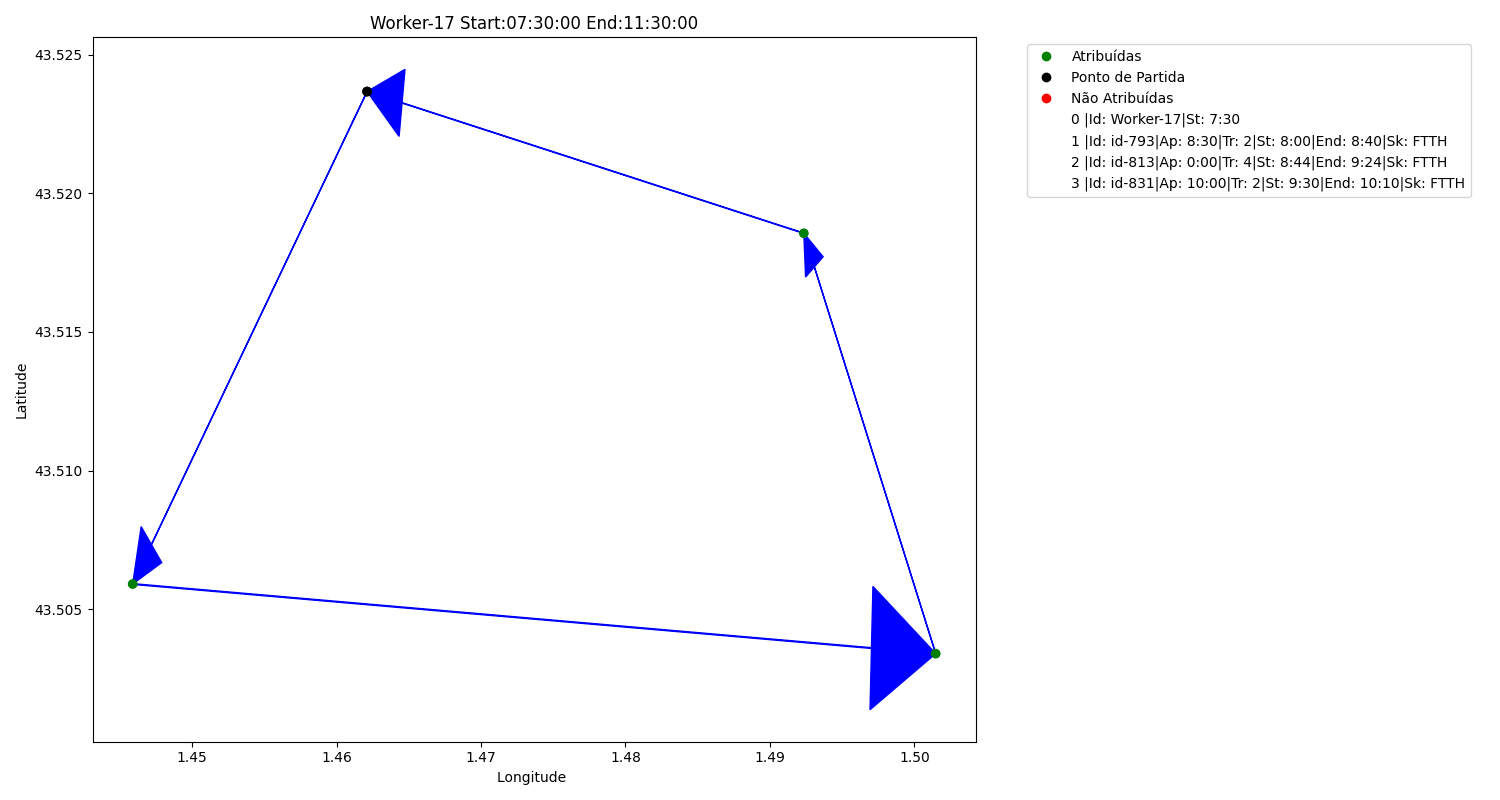 Worker-17 Start:07:30:00 End:11:30:00
43.525
43.520
43.515
43.510
43.505
Latitude
1.45 1.46 1.47 1.48 1.49 1.50
Longitude
Atribuídas
Ponto de Partida
Não Atribuídas
0 |Id: Worker-17|St: 7:30
1 |Id: id-793|Ap: 8:30|Tr: 2|St: 8:00|End: 8:40|Sk: FTTH
2 |Id: id-813|Ap: 0:00|Tr: 4|St: 8:44|End: 9:24|Sk: FTTH
3 |Id: id-831|Ap: 10:00|Tr: 2|St: 9:30|End: 10:10|Sk: FTTH